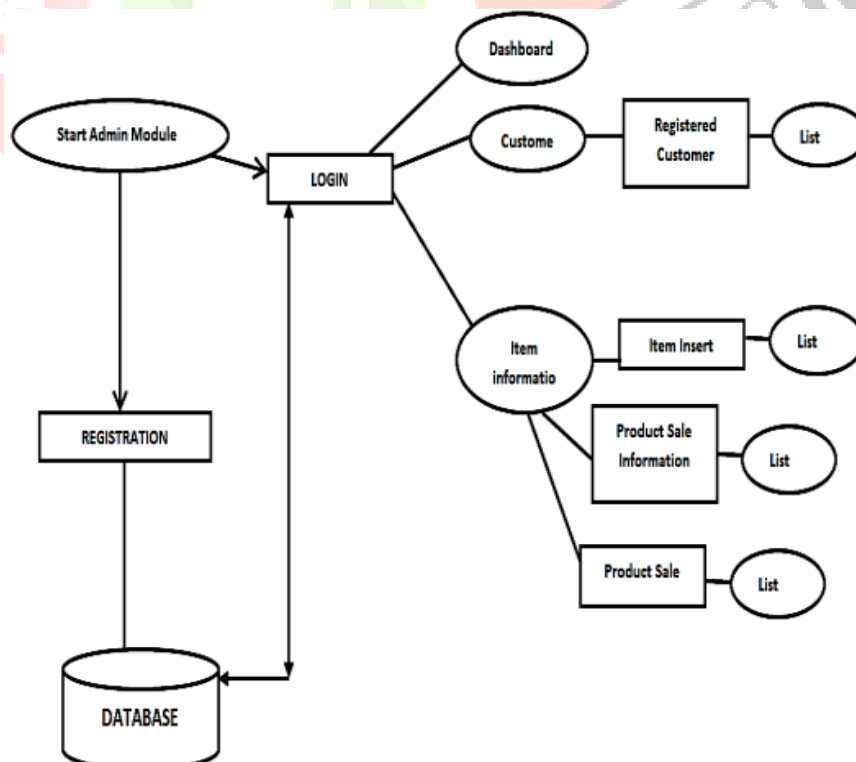 Dashboard
Start Admin Module
Custome
Registered
Customer
List
LOGIN
Item
informatio
Item Insert
List
REGISTRATION
Product Sale
Information
List
Product Sale
List
DATABASE